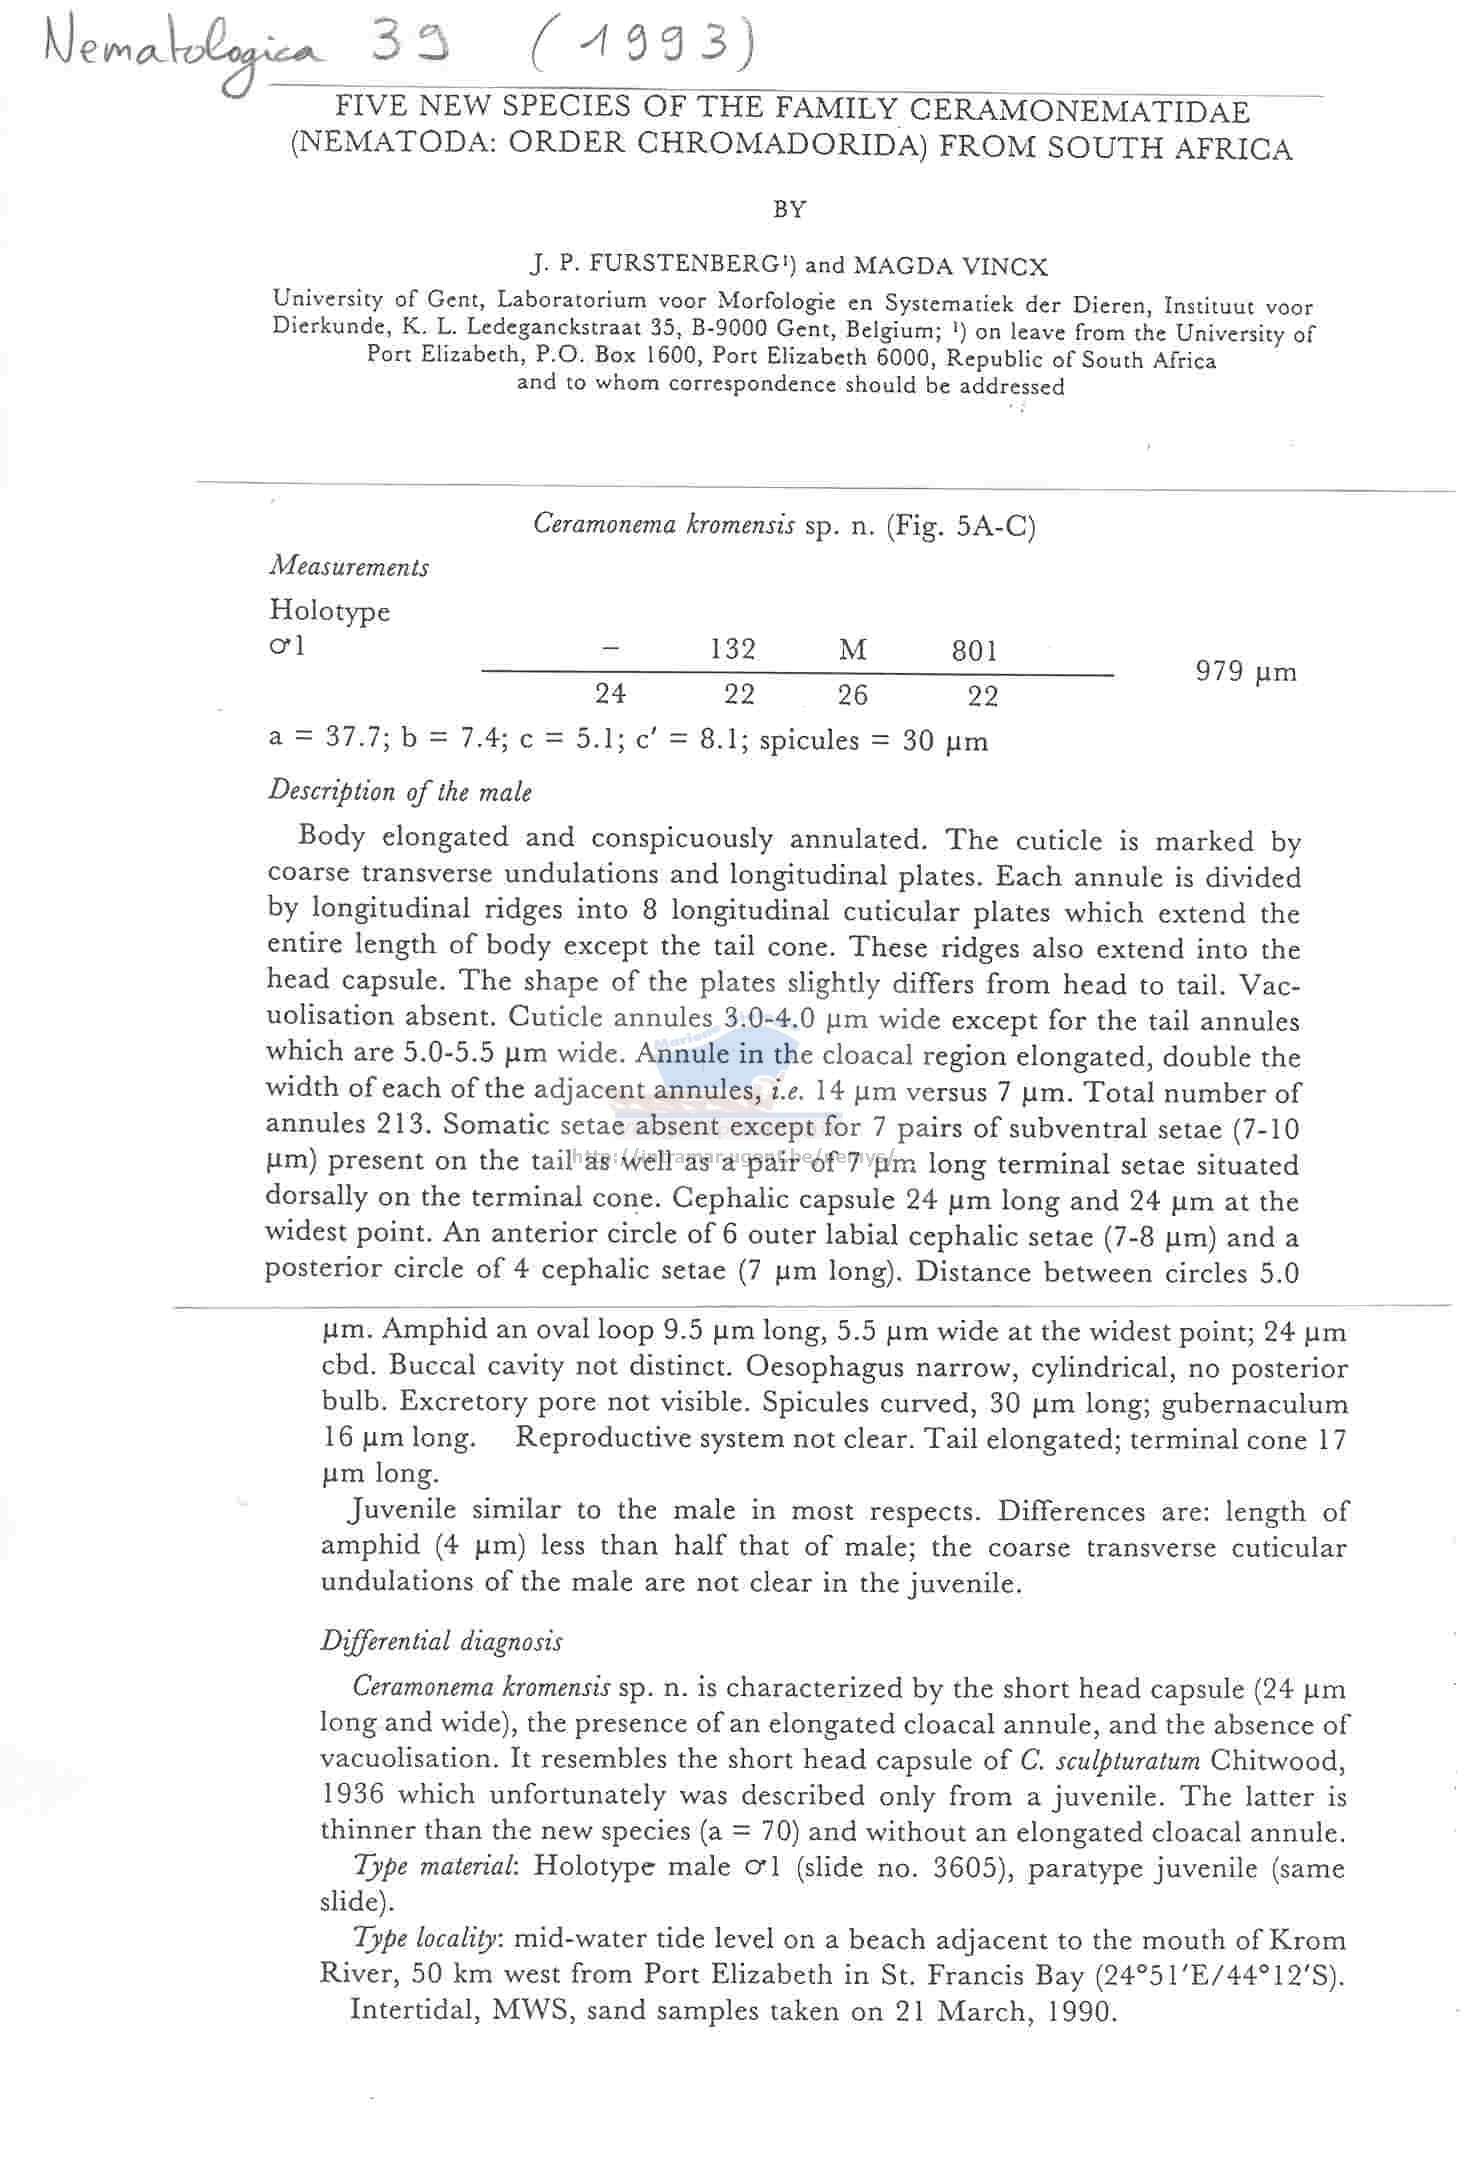 Nematologica 39 (1993)
FIVE NEW SPECIES OF THE FAMILY CERAMONEMATIDAE
(NEMATODA: ORDER CHROMADORIDA) FROM SOUTH AFRICA
BY
J. P. FURSTENBERG¹) and MAGDA VINCX
University of Gent, Laboratorium voor Morfologie en Systematiek der Dieren, Instituut voor
Dierkunde, K. L. Ledeganckstraat 35, B-9000 Gent, Belgium; ¹) on leave from the University of
Port Elizabeth, P.O. Box 1600, Port Elizabeth 6000, Republic of South Africa
and to whom correspondence should be addressed
Ceramonema kromensis sp. n. (Fig. 5A-C)
Measurements
Holotype
♂1 – 132 M 801
979 µm
24 22 26 22
a = 37.7; b = 7.4; c = 5.1; c′ = 8.1; spicules = 30 µm
Description of the male
Body elongated and conspicuously annulated. The cuticle is marked by
coarse transverse undulations and longitudinal plates. Each annule is divided
by longitudinal ridges into 8 longitudinal cuticular plates which extend the
entire length of body except the tail cone. These ridges also extend into the
head capsule. The shape of the plates slightly differs from head to tail. Vac-
uolisation absent. Cuticle annules 3.0-4.0 µm wide except for the tail annules
which are 5.0-5.5 µm wide. Annule in the cloacal region elongated, double the
width of each of the adjacent annules, i.e. 14 µm versus 7 µm. Total number of
annules 213. Somatic setae absent except for 7 pairs of subventral setae (7-10
µm) present on the tail as well as a pair of 7 µm long terminal setae situated
http://intramar.ugent.be/nemys/
dorsally on the terminal cone. Cephalic capsule 24 µm long and 24 µm at the
widest point. An anterior circle of 6 outer labial cephalic setae (7-8 µm) and a
posterior circle of 4 cephalic setae (7 µm long). Distance between circles 5.0
µm. Amphid an oval loop 9.5 µm long, 5.5 µm wide at the widest point; 24 µm
cbd. Buccal cavity not distinct. Oesophagus narrow, cylindrical, no posterior
bulb. Excretory pore not visible. Spicules curved, 30 µm long; gubernaculum
16 µm long. Reproductive system not clear. Tail elongated; terminal cone 17
µm long.
Juvenile similar to the male in most respects. Differences are: length of
amphid (4 µm) less than half that of male; the coarse transverse cuticular
undulations of the male are not clear in the juvenile.
Differential diagnosis
Ceramonema kromensis sp. n. is characterized by the short head capsule (24 µm
long and wide), the presence of an elongated cloacal annule, and the absence of
vacuolisation. It resembles the short head capsule of C. sculpturatum Chitwood,
1936 which unfortunately was described only from a juvenile. The latter is
thinner than the new species (a = 70) and without an elongated cloacal annule.
Type material: Holotype male ♂1 (slide no. 3605), paratype juvenile (same
slide).
Type locality: mid-water tide level on a beach adjacent to the mouth of Krom
River, 50 km west from Port Elizabeth in St. Francis Bay (24°51′E/44°12′S).
Intertidal, MWS, sand samples taken on 21 March, 1990.